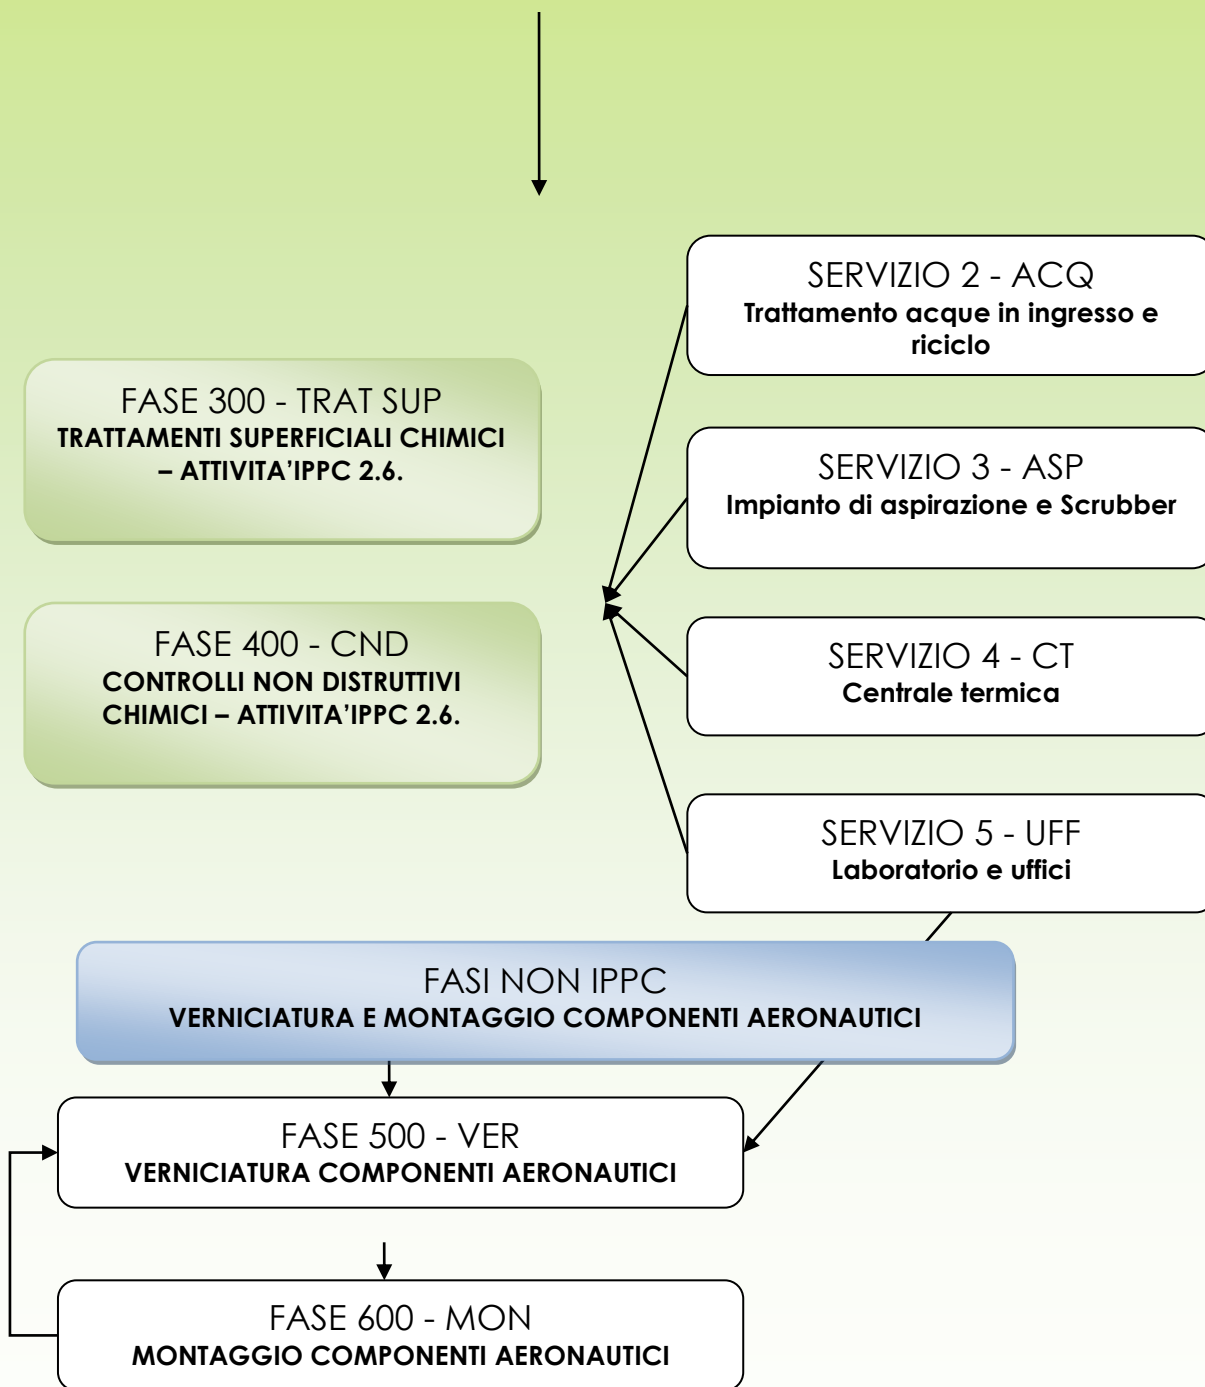 SERVIZIO 2 - ACQ
Trattamento acque in ingresso e
riciclo
FASE 300 - TRAT SUP
TRATTAMENTI SUPERFICIALI CHIMICI
– ATTIVITA’IPPC 2.6.
SERVIZIO 3 - ASP
Impianto di aspirazione e Scrubber
FASE 400 - CND
CONTROLLI NON DISTRUTTIVI
CHIMICI – ATTIVITA’IPPC 2.6.
SERVIZIO 4 - CT
Centrale termica
SERVIZIO 5 - UFF
Laboratorio e uffici
FASI NON IPPC
VERNICIATURA E MONTAGGIO COMPONENTI AERONAUTICI
FASE 500 - VER
VERNICIATURA COMPONENTI AERONAUTICI
FASE 600 - MON
MONTAGGIO COMPONENTI AERONAUTICI